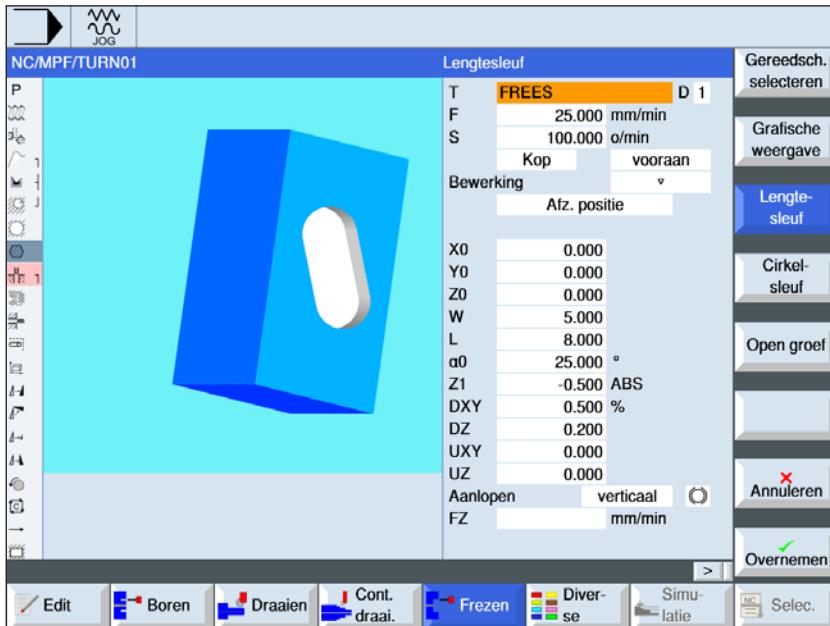 JOG
NC/MPF/TURN01
Lengtesleuf
P
T FREES D 1
F 25.000 mm/min
S 100.000 o/min
Kop vooraan
Bewerking ▿
Afz. positie
X0 0.000
Y0 0.000
Z0 0.000
W 5.000
L 8.000
α0 25.000 °
Z1 -0.500 ABS
DXY 0.500 %
DZ 0.200
UXY 0.000
UZ 0.000
Aanlopen verticaal
FZ mm/min
Gereedsch.
selecteren
Grafische
weergave
Lengte-
sleuf
Cirkel-
sleuf
Open groef
Annuleren
Overnemen
>
Edit
Boren
Draaien
Cont.
draai.
Frezen
Diver-
se
Simu-
latie
NC
Selec.